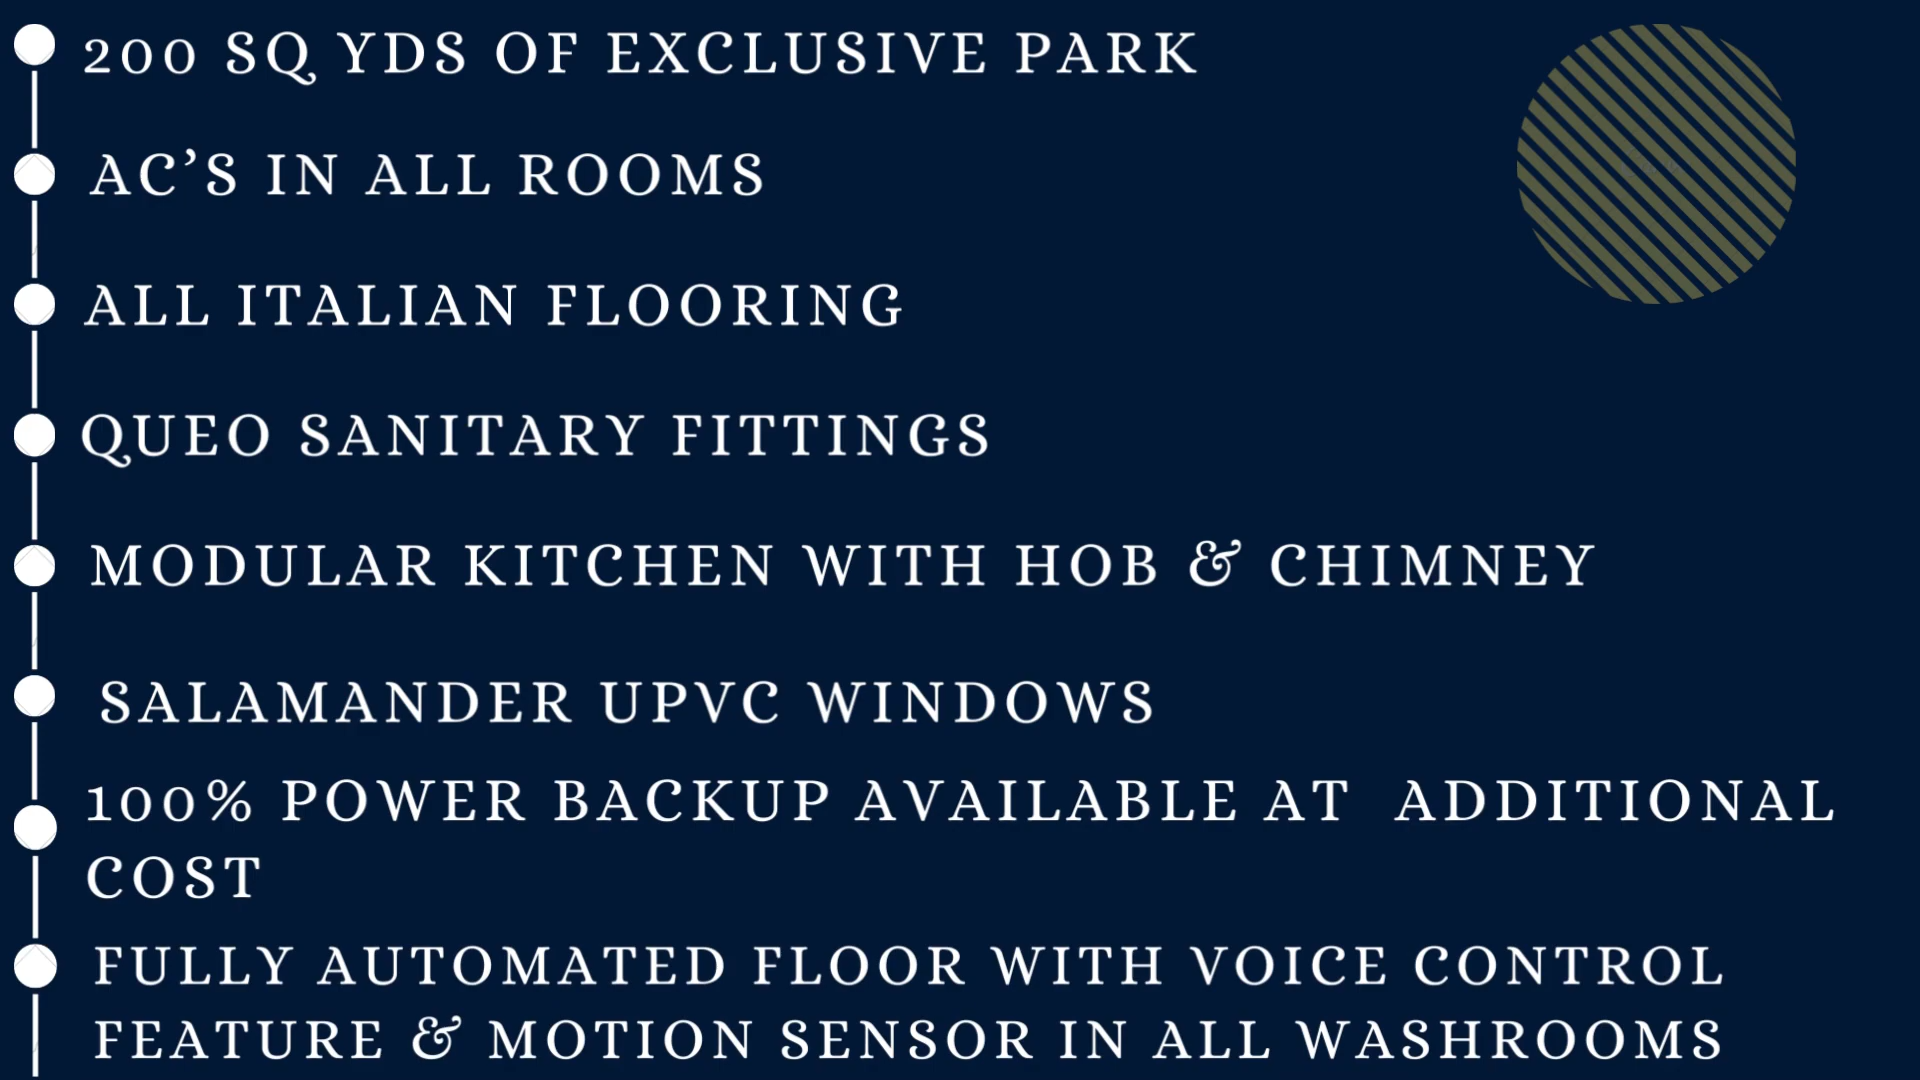 200 SQ YDS OF EXCLUSIVE PARK
AC’S IN ALL ROOMS
ALL ITALIAN FLOORING
QUEO SANITARY FITTINGS
MODULAR KITCHEN WITH HOB & CHIMNEY
SALAMANDER UPVC WINDOWS
100% POWER BACKUP AVAILABLE AT  ADDITIONAL
COST
FULLY AUTOMATED FLOOR WITH VOICE CONTROL
FEATURE & MOTION SENSOR IN ALL WASHROOMS